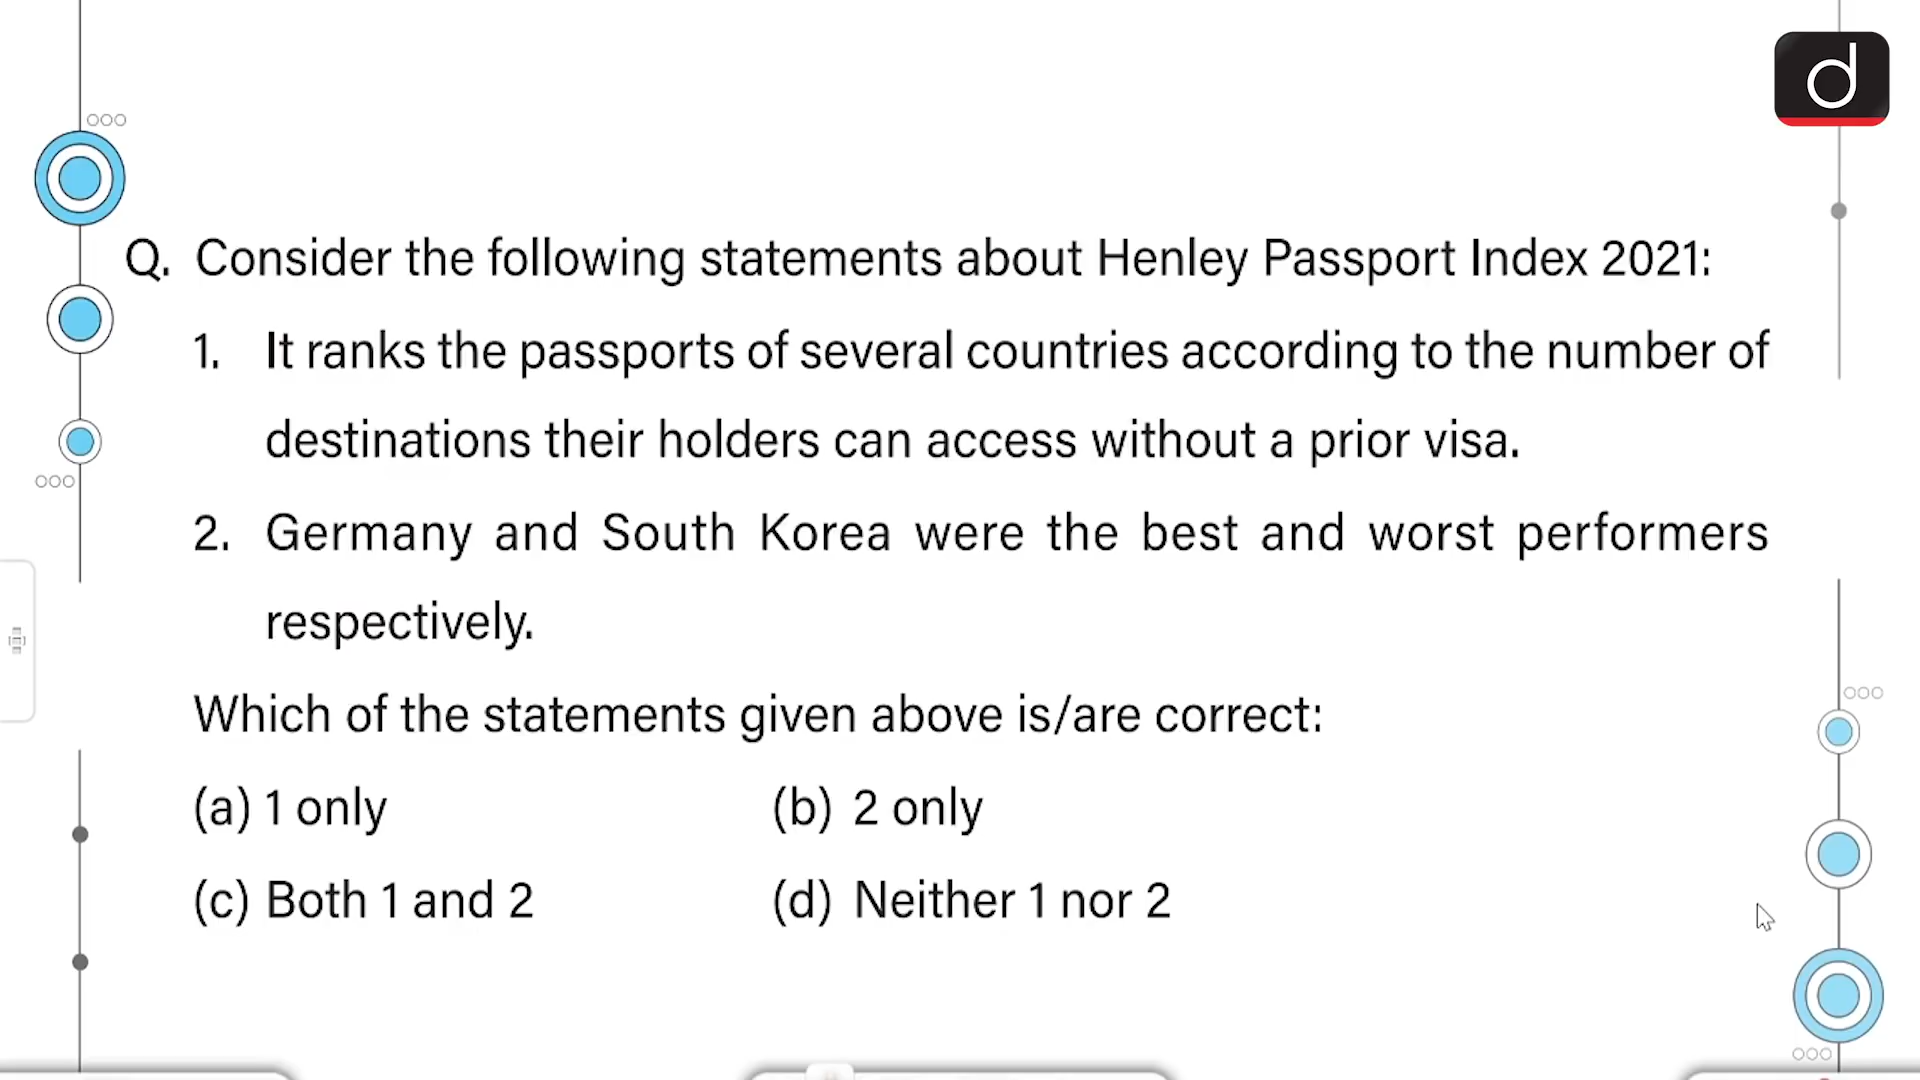 d
Q. Consider the following statements about Henley Passport Index 2021:
1. It ranks the passports of several countries according to the number of
destinations their holders can access without a prior visa.
2. Germany and South Korea were the best and worst performers
respectively.
Which of the statements given above is/are correct:
(a) 1 only (b) 2 only
(c) Both 1 and 2 (d) Neither 1 nor 2